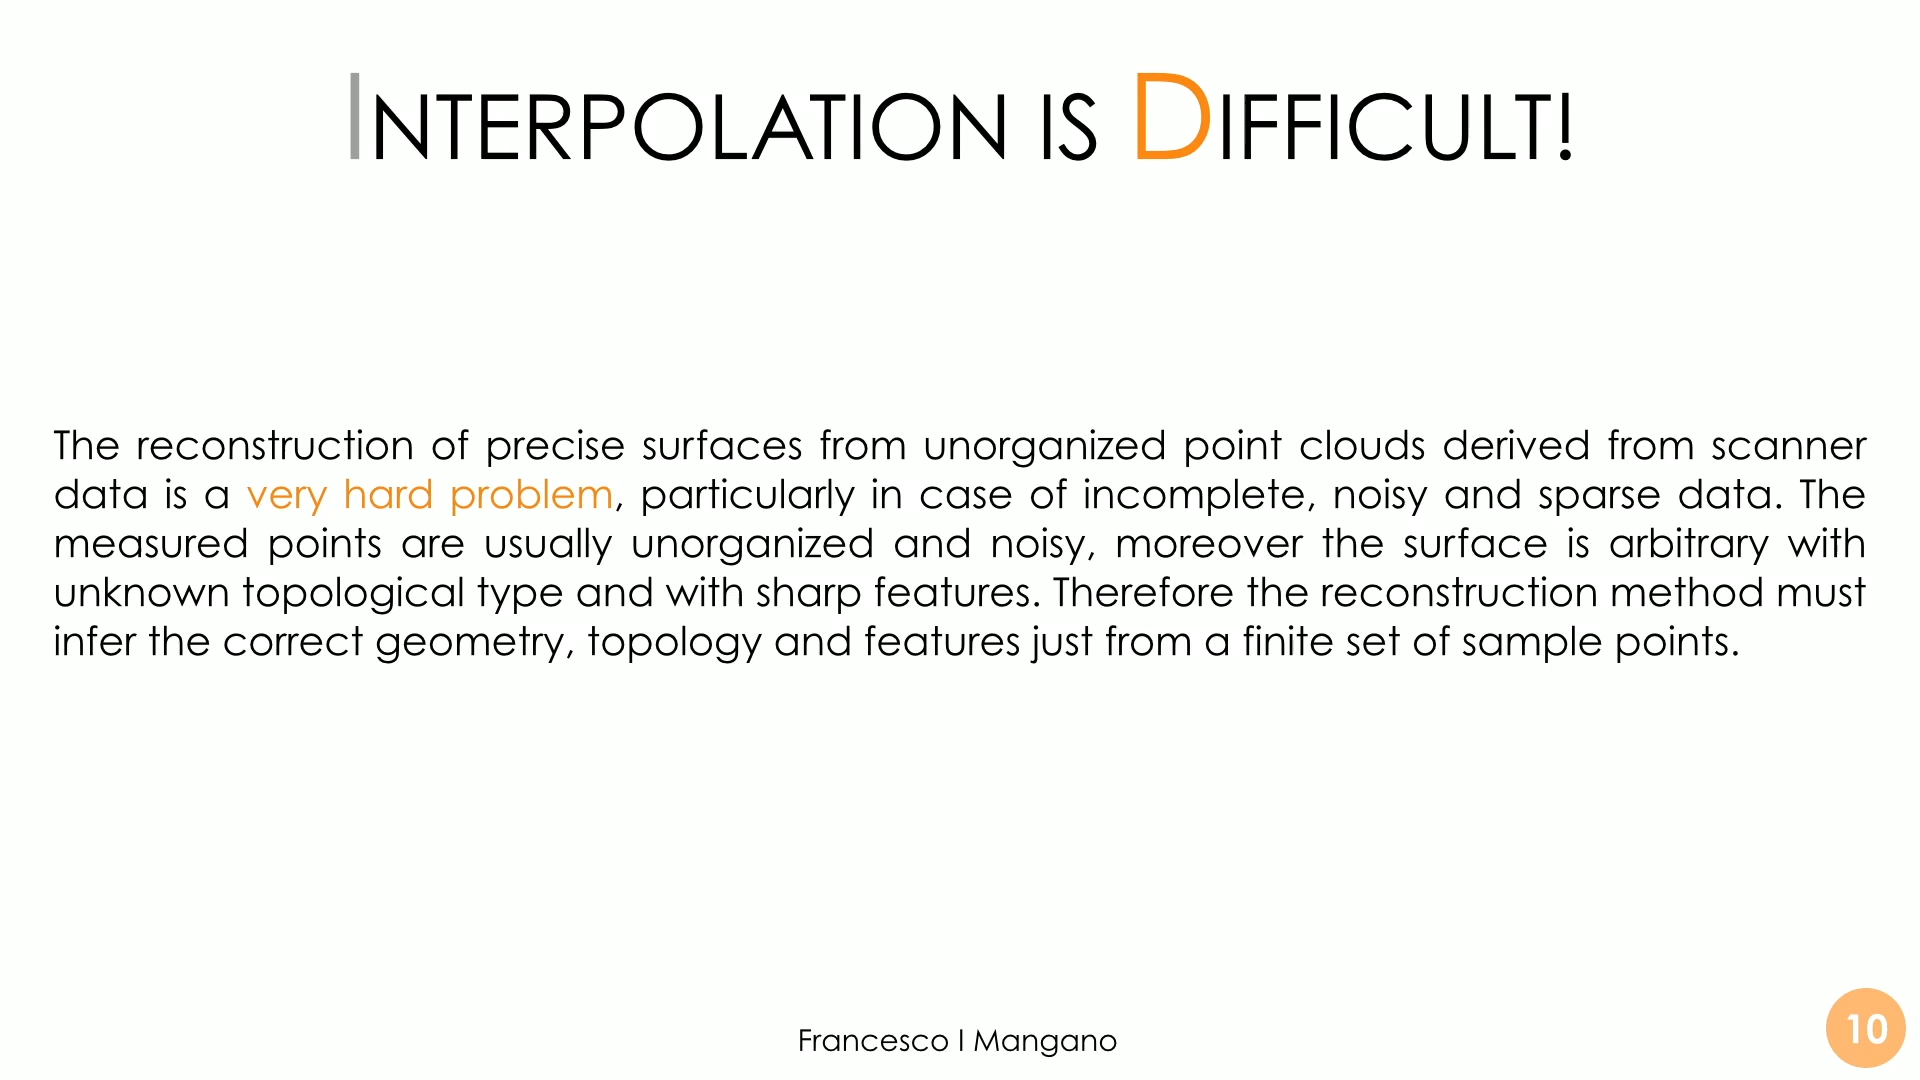 INTERPOLATION IS DIFFICULT!
The reconstruction of precise surfaces from unorganized point clouds derived from scanner
data is a very hard problem, particularly in case of incomplete, noisy and sparse data. The
measured points are usually unorganized and noisy, moreover the surface is arbitrary with
unknown topological type and with sharp features. Therefore the reconstruction method must
infer the correct geometry, topology and features just from a finite set of sample points.
Francesco I Mangano
10